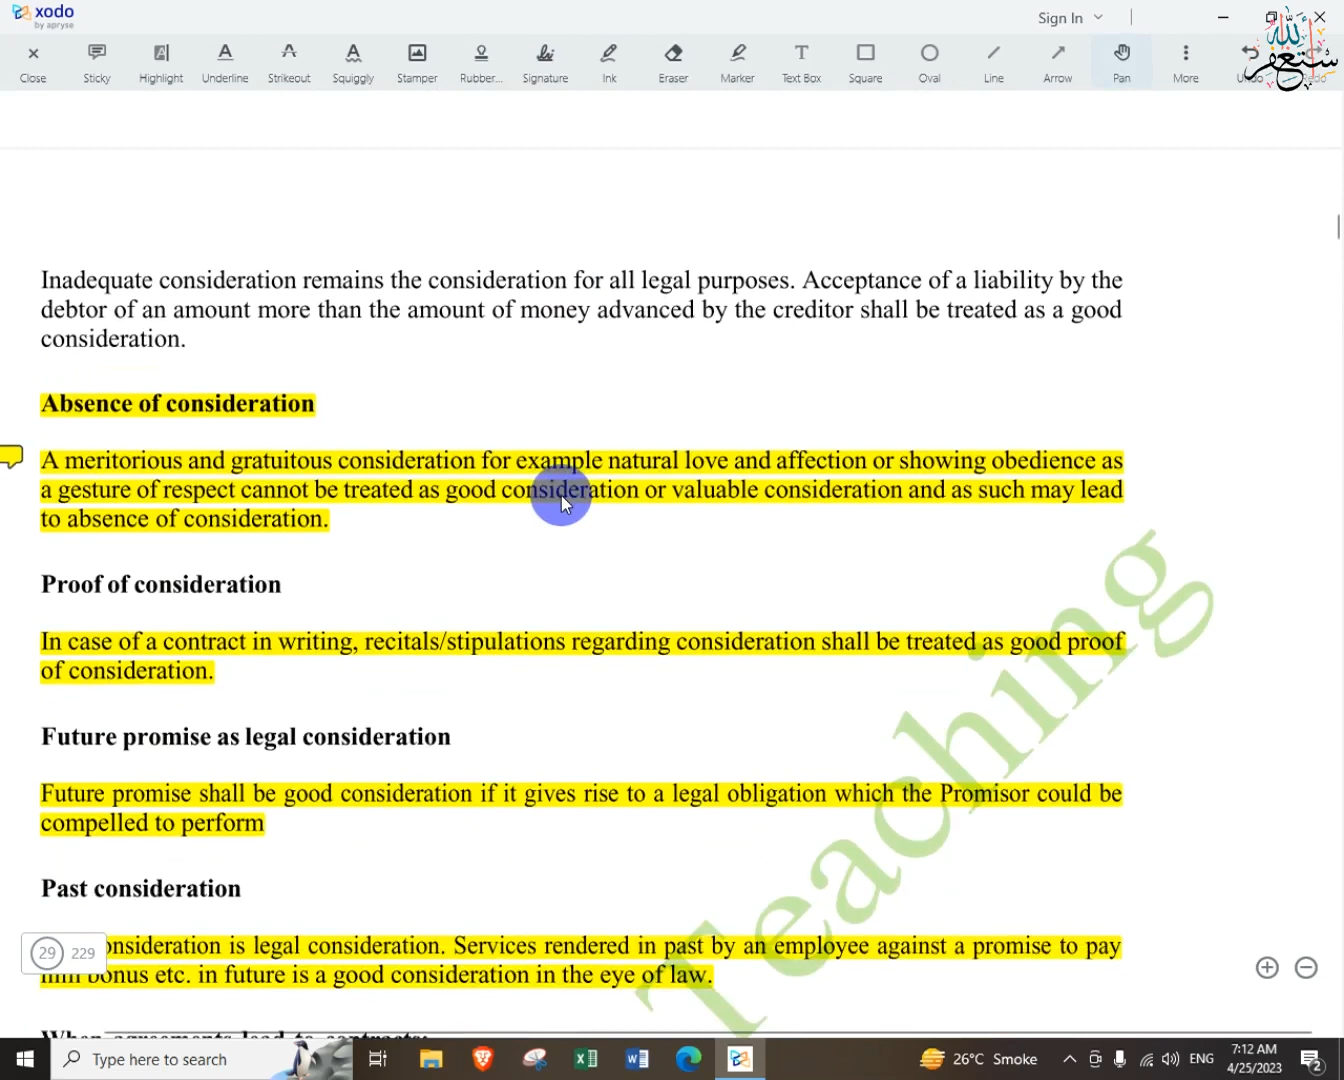 xodo
by apryse
Sign In
Close
Sticky
Highlight
Underline
Strikeout
Squiggly
Stamper
Rubber...
Signature
Ink
Eraser
Marker
Text Box
Square
Oval
Line
Arrow
Pan
More
Inadequate consideration remains the consideration for all legal purposes. Acceptance of a liability by the
debtor of an amount more than the amount of money advanced by the creditor shall be treated as a good
consideration.
Absence of consideration
A meritorious and gratuitous consideration for example natural love and affection or showing obedience as
a gesture of respect cannot be treated as good consideration or valuable consideration and as such may lead
to absence of consideration.
Proof of consideration
In case of a contract in writing, recitals/stipulations regarding consideration shall be treated as good proof
of consideration.
Future promise as legal consideration
Future promise shall be good consideration if it gives rise to a legal obligation which the Promisor could be
compelled to perform
Past consideration
onsideration is legal consideration. Services rendered in past by an employee against a promise to pay
bonus etc. in future is a good consideration in the eye of law.
29 229
Teaching
Type here to search
26°C Smoke
ENG
7:12 AM
4/25/2023
2